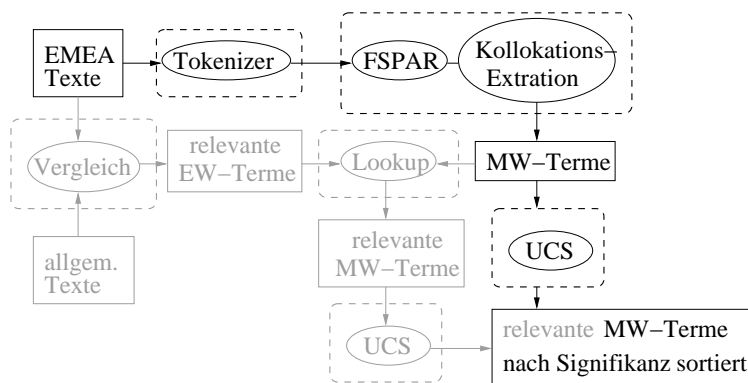 EMEA
Texte
Tokenizer
FSPAR
Kollokations–
Extration
Vergleich
relevante
EW–Terme
Lookup
MW–Terme
allgem.
Texte
relevante
MW–Terme
UCS
UCS
relevante MW–Terme
nach Signifikanz sortiert